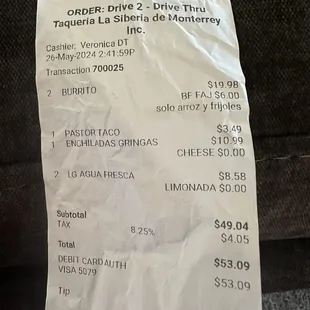 ORDER: Drive 2 - Drive Thru
Taqueria La Siberia de Monterrey
Inc.
Cashier: Veronica DT
26-May-2024 2:41:59P
Transaction 700025
2 BURRITO $19.98
BF FAJ $6.00
solo arroz y frijoles
1 PASTOR TACO $3.49
1 ENCHILADAS GRINGAS $10.99
CHEESE $0.00
2 LG AGUA FRESCA $8.58
LIMONADA $0.00
Subtotal $49.04
TAX 8.25% $4.05
Total $53.09
DEBIT CARD AUTH $53.09
VISA 5079
Tip